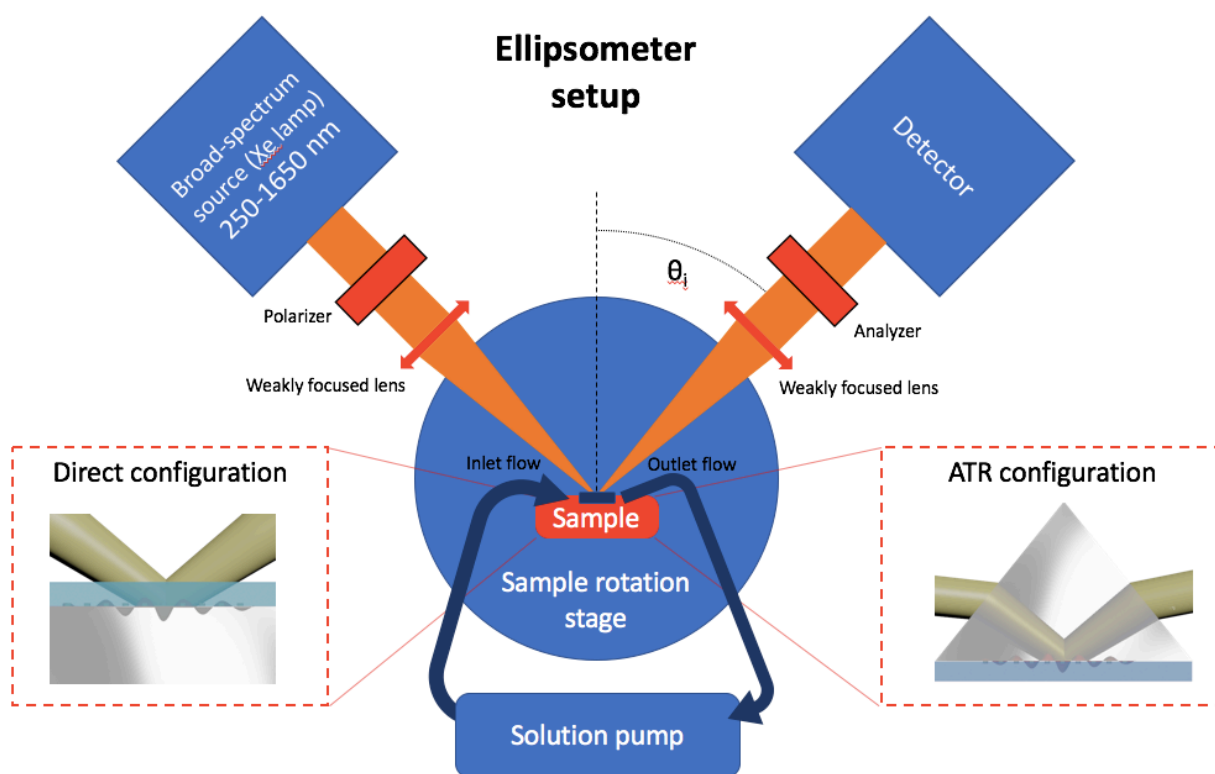 Ellipsometer
setup
Broad-spectrum
source (Xe lamp)
250-1650 nm
Detector
θi
Polarizer
Analyzer
Weakly focused lens
Weakly focused lens
Direct configuration
Inlet flow
Outlet flow
ATR configuration
Sample
Sample rotation
stage
Solution pump